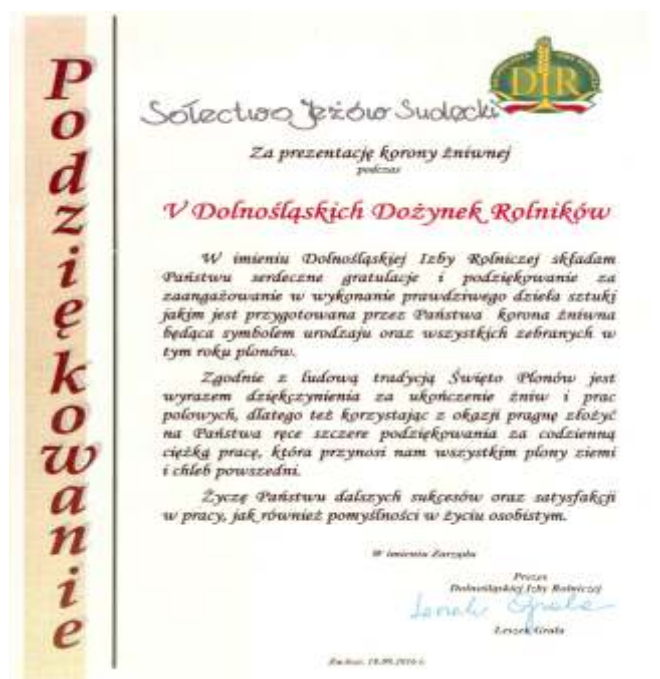 Podziękowanie
DIR
Sołectwo Jeżów Sudecki
Za prezentację korony żniwnej
podczas
V Dolnośląskich Dożynek Rolników
W imieniu Dolnośląskiej Izby Rolniczej składam
Państwu serdeczne gratulacje i podziękowanie za
zaangażowanie w wykonanie prawdziwego dzieła sztuki
jakim jest przygotowana przez Państwa korona żniwna
będąca symbolem urodzaju oraz wszystkich zebranych w
tym roku plonów.
Zgodnie z ludową tradycją Święto Plonów jest
wyrazem dziękczynienia za ukończenie żniw i prac
polowych, dlatego też korzystając z okazji pragnę złożyć
na Państwa ręce szczere podziękowania za codzienną
ciężką pracę, która przynosi nam wszystkim plony ziemi
i chleb powszedni.
Życzę Państwu dalszych sukcesów oraz satysfakcji
w pracy, jak również pomyślności w życiu osobistym.
W imieniu Zarządu
Prezes
Dolnośląskiej Izby Rolniczej
Leszek Grala
18.09.2016 r.